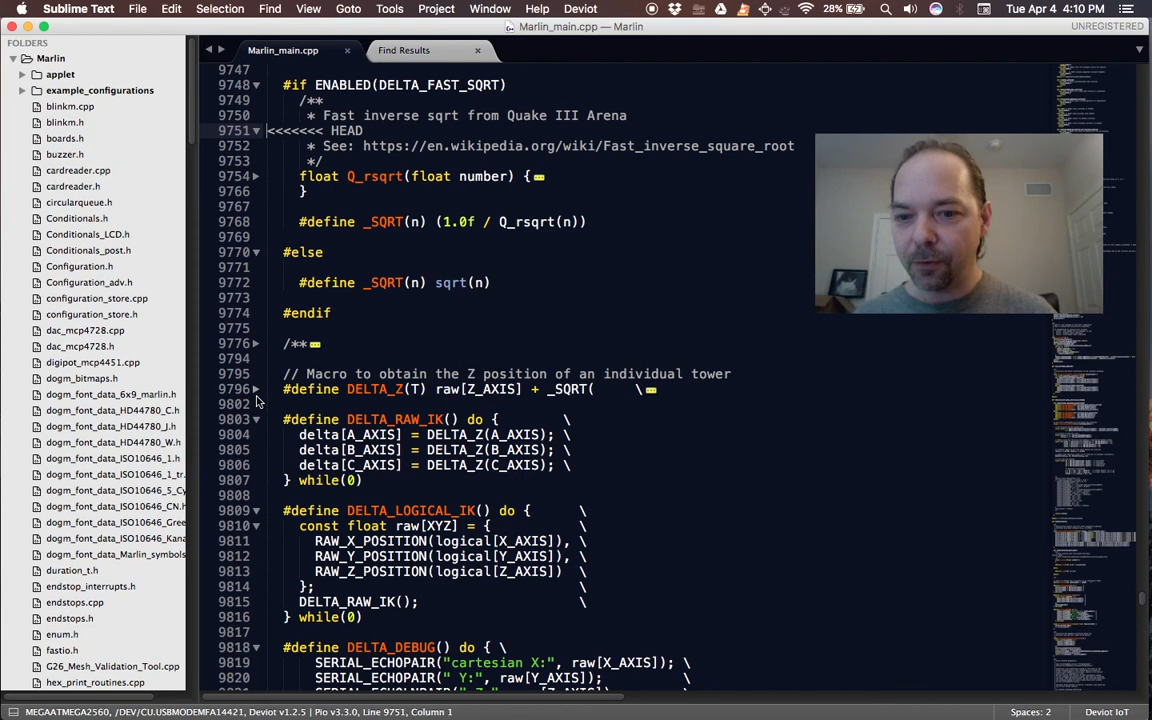 Sublime Text File Edit Selection Find View Goto Tools Project Window Help Deviot 28% Tue Apr 4 4:10 PM
Marlin_main.cpp — Marlin UNREGISTERED
FOLDERS
Marlin
applet
example_configurations
blinkm.cpp
blinkm.h
boards.h
buzzer.h
cardreader.cpp
cardreader.h
circularqueue.h
Conditionals.h
Conditionals_LCD.h
Conditionals_post.h
Configuration.h
Configuration_adv.h
configuration_store.cpp
configuration_store.h
dac_mcp4728.cpp
dac_mcp4728.h
digipot_mcp4451.cpp
dogm_bitmaps.h
dogm_font_data_6x9_marlin.h
dogm_font_data_HD44780_C.h
dogm_font_data_HD44780_J.h
dogm_font_data_HD44780_W.h
dogm_font_data_ISO10646_1.h
dogm_font_data_ISO10646_1_tr
dogm_font_data_ISO10646_5_Cy
dogm_font_data_ISO10646_CN.h
dogm_font_data_ISO10646_Gree
dogm_font_data_ISO10646_Kana
dogm_font_data_Marlin_symbols
duration_t.h
endstop_interrupts.h
endstops.cpp
endstops.h
enum.h
fastio.h
G26_Mesh_Validation_Tool.cpp
hex_print_routines.cpp
Marlin_main.cpp × Find Results ×
9747
9748 #if ENABLED(DELTA_FAST_SQRT)
9749 /**
9750 * Fast inverse sqrt from Quake III Arena
9751 <<<<<<< HEAD
9752 * See: https://en.wikipedia.org/wiki/Fast_inverse_square_root
9753 */
9754 float Q_rsqrt(float number) {
9766 }
9767
9768 #define _SQRT(n) (1.0f / Q_rsqrt(n))
9769
9770 #else
9771
9772 #define _SQRT(n) sqrt(n)
9773
9774 #endif
9775
9776 /**
9794
9795 // Macro to obtain the Z position of an individual tower
9796 #define DELTA_Z(T) raw[Z_AXIS] + _SQRT( \
9802
9803 #define DELTA_RAW_IK() do { \
9804 delta[A_AXIS] = DELTA_Z(A_AXIS); \
9805 delta[B_AXIS] = DELTA_Z(B_AXIS); \
9806 delta[C_AXIS] = DELTA_Z(C_AXIS); \
9807 } while(0)
9808
9809 #define DELTA_LOGICAL_IK() do { \
9810 const float raw[XYZ] = { \
9811 RAW_X_POSITION(logical[X_AXIS]), \
9812 RAW_Y_POSITION(logical[Y_AXIS]), \
9813 RAW_Z_POSITION(logical[Z_AXIS]) \
9814 }; \
9815 DELTA_RAW_IK(); \
9816 } while(0)
9817
9818 #define DELTA_DEBUG() do { \
9819 SERIAL_ECHOPAIR("cartesian X:", raw[X_AXIS]); \
9820 SERIAL_ECHOPAIR(" Y:", raw[Y_AXIS]); \
MEGAATMEGA2560, /DEV/CU.USBMODEMFA14421, Deviot v1.2.5 | Pio v3.3.0, Line 9751, Column 1 Spaces: 2 Deviot IoT